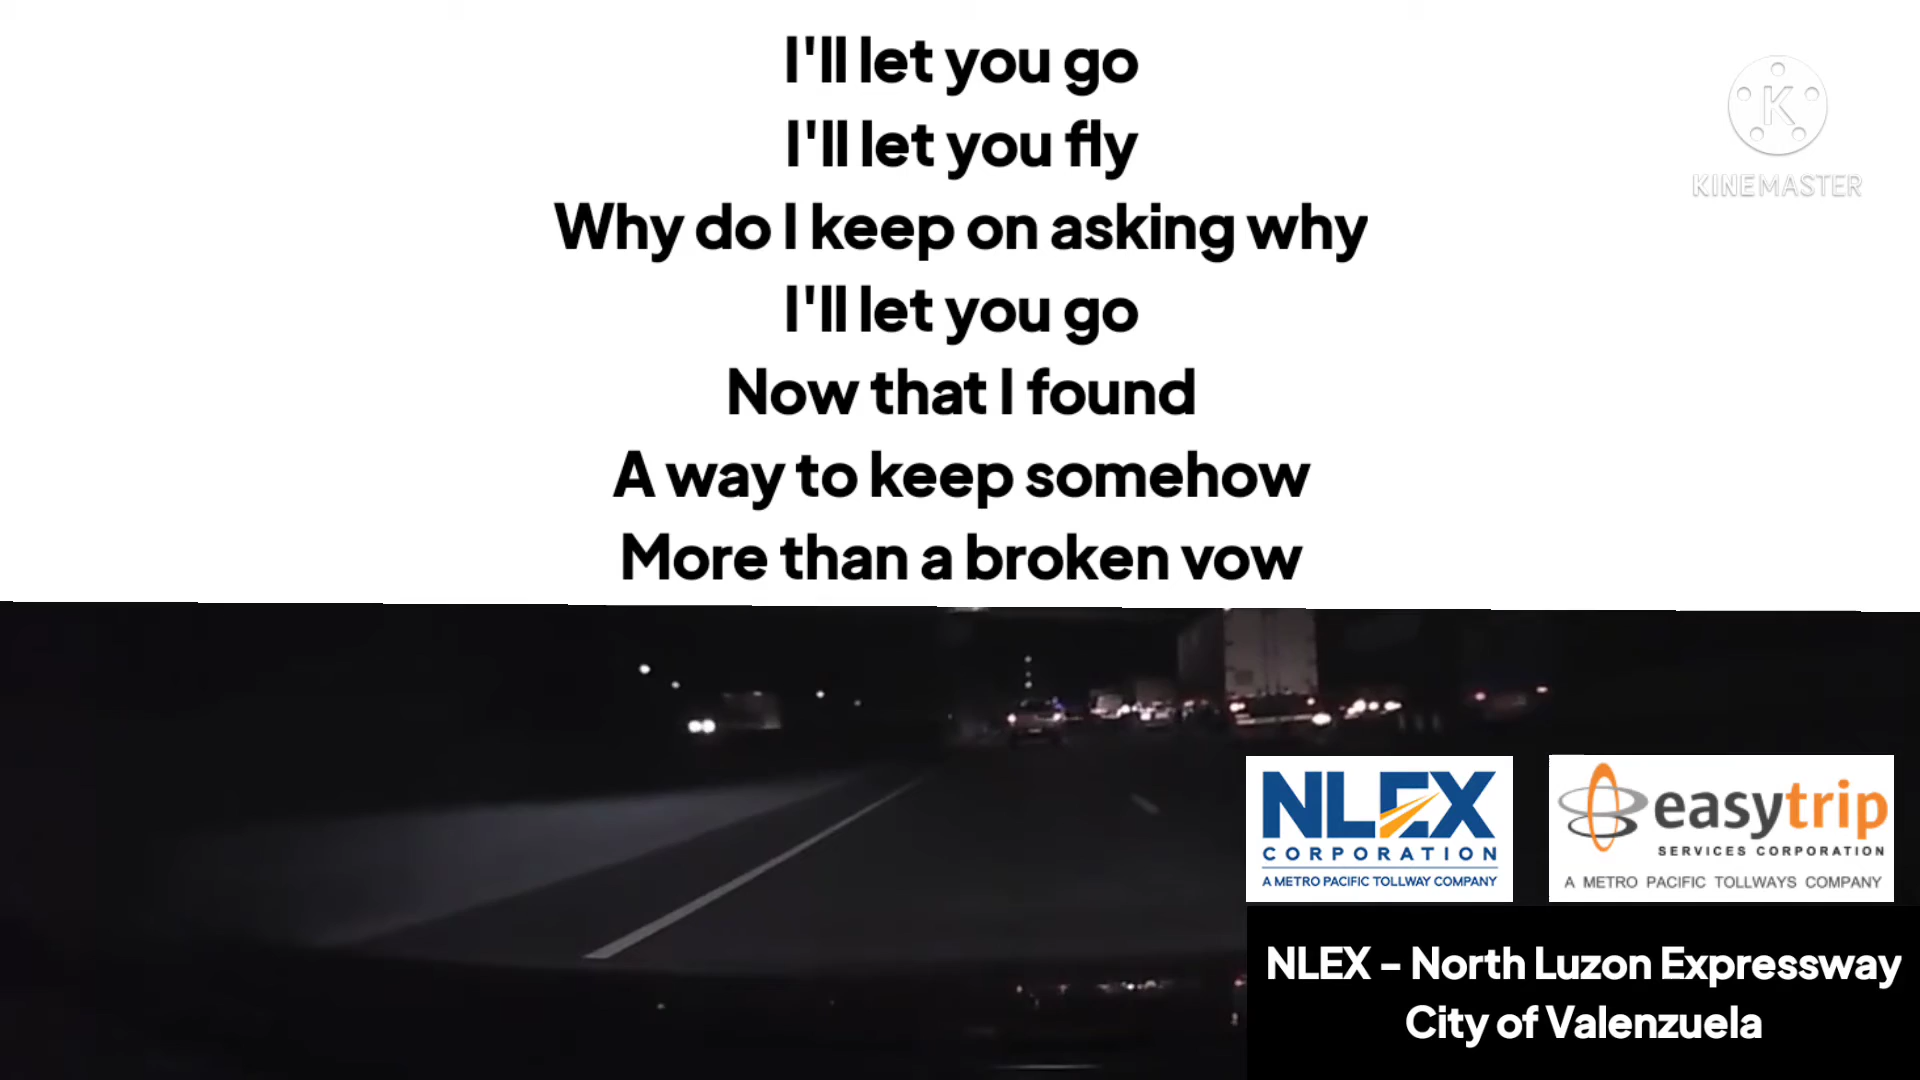 I'll let you go
I'll let you fly
Why do I keep on asking why
I'll let you go
Now that I found
A way to keep somehow
More than a broken vow
K
KINEMASTER
NLEX
CORPORATION
A METRO PACIFIC TOLLWAY COMPANY
easytrip
SERVICES CORPORATION
A METRO PACIFIC TOLLWAYS COMPANY
NLEX - North Luzon Expressway
City of Valenzuela